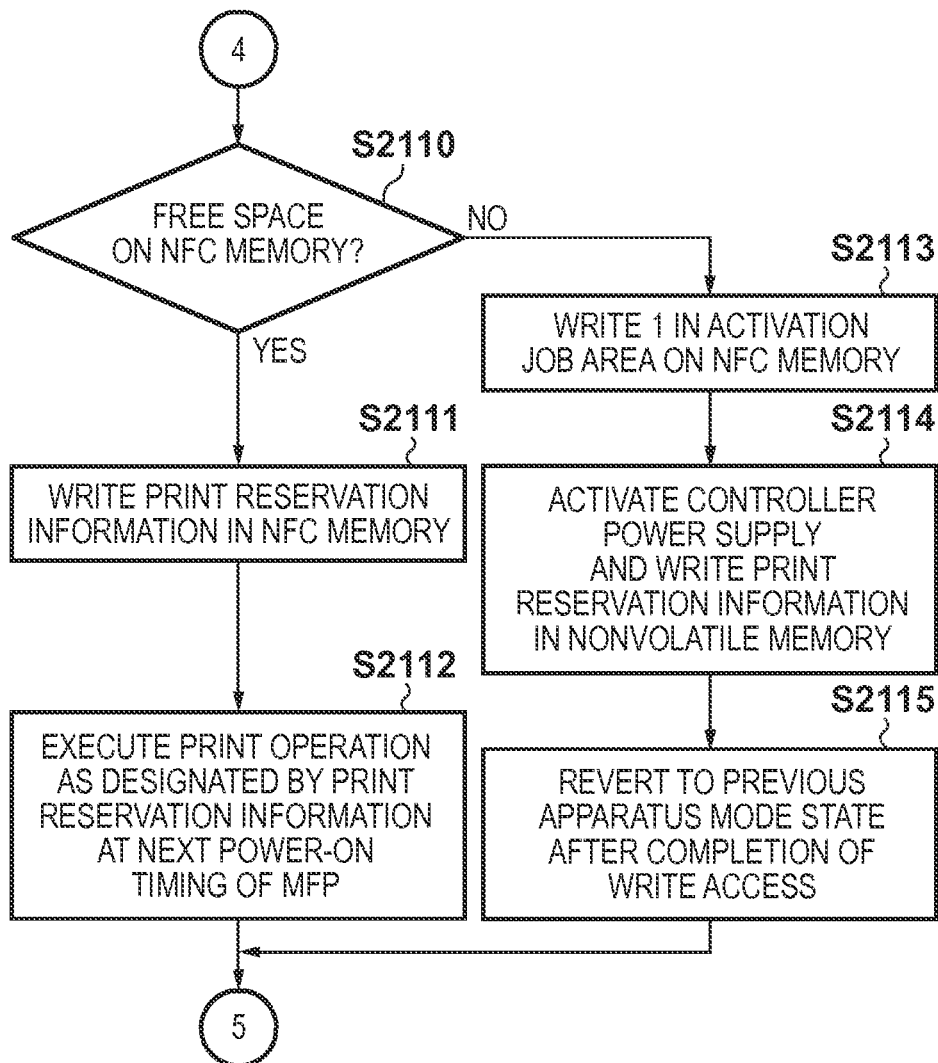 4
S2110
FREE SPACE
ON NFC MEMORY?
NO
YES
S2113
WRITE 1 IN ACTIVATION
JOB AREA ON NFC MEMORY
S2111
WRITE PRINT RESERVATION
INFORMATION IN NFC MEMORY
S2114
ACTIVATE CONTROLLER
POWER SUPPLY
AND WRITE PRINT
RESERVATION INFORMATION
IN NONVOLATILE MEMORY
S2112
EXECUTE PRINT OPERATION
AS DESIGNATED BY PRINT
RESERVATION INFORMATION
AT NEXT POWER-ON
TIMING OF MFP
S2115
REVERT TO PREVIOUS
APPARATUS MODE STATE
AFTER COMPLETION OF
WRITE ACCESS
5